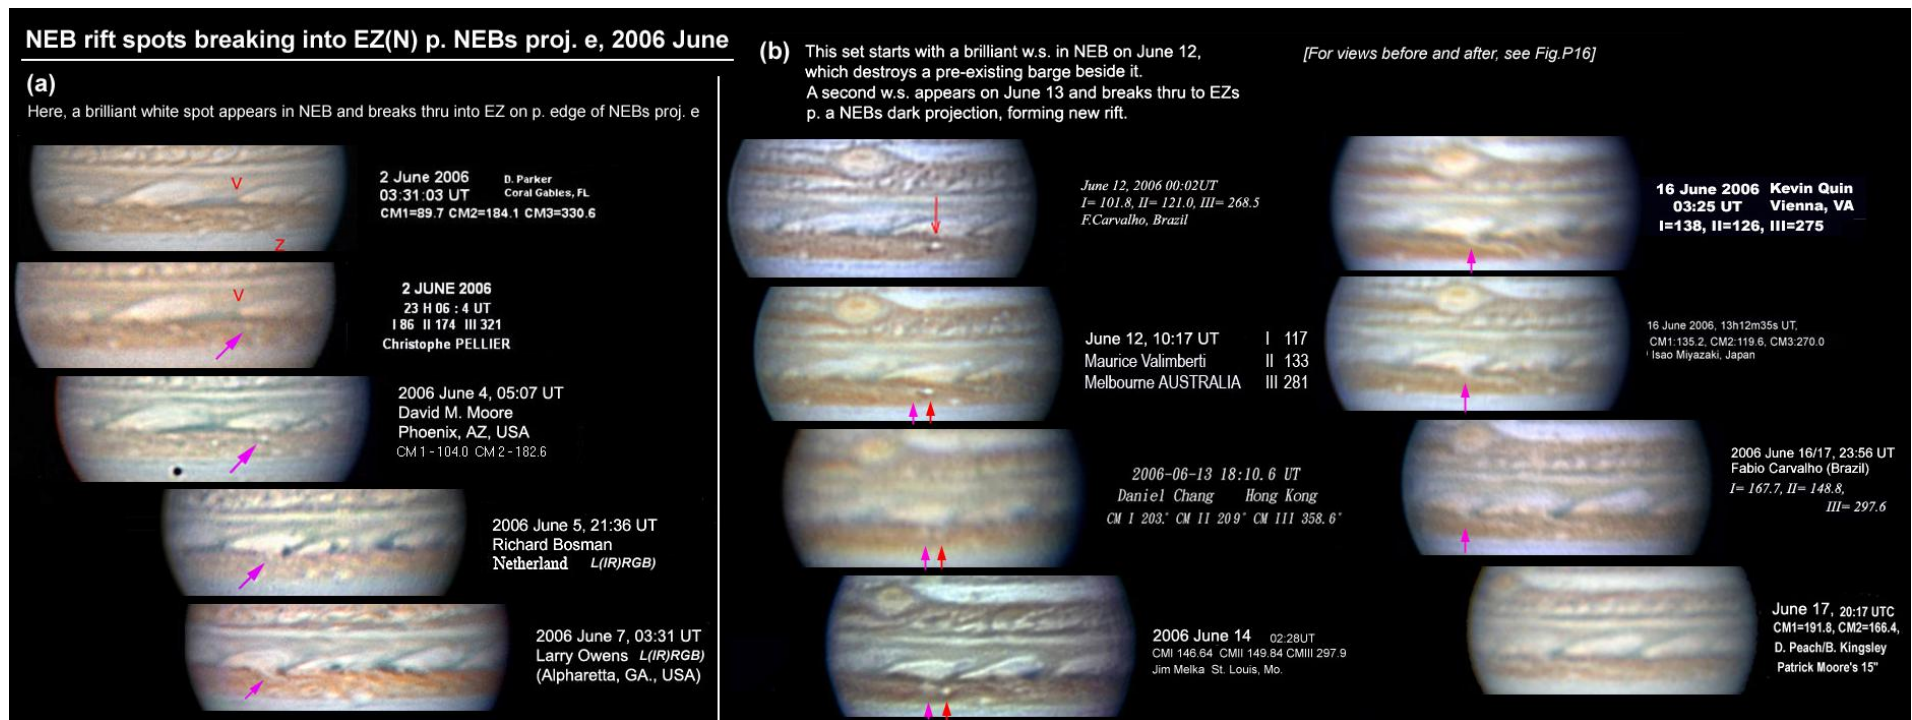 NEB rift spots breaking into EZ(N) p. NEBs proj. e, 2006 June
(a)
Here, a brilliant white spot appears in NEB and breaks thru into EZ on p. edge of NEBs proj. e
V
Z
2 June 2006 D. Parker
03:31:03 UT Coral Gables, FL
CM1=89.7 CM2=184.1 CM3=330.6
V
2 JUNE 2006
23 H 06 : 4 UT
I 86 II 174 III 321
Christophe PELLIER
2006 June 4, 05:07 UT
David M. Moore
Phoenix, AZ, USA
CM 1 - 104.0 CM 2 - 182.6
2006 June 5, 21:36 UT
Richard Bosman
Netherland L(IR)RGB)
2006 June 7, 03:31 UT
Larry Owens L(IR)RGB)
(Alpharetta, GA., USA)
(b) This set starts with a brilliant w.s. in NEB on June 12,
which destroys a pre-existing barge beside it.
A second w.s. appears on June 13 and breaks thru to EZs
p. a NEBs dark projection, forming new rift.
[For views before and after, see Fig.P16]
June 12, 2006 00:02UT
I= 101.8, II= 121.0, III= 268.5
F.Carvalho, Brazil
June 12, 10:17 UT I 117
Maurice Valimberti II 133
Melbourne AUSTRALIA III 281
2006-06-13 18:10.6 UT
Daniel Chang Hong Kong
CM I 203.° CM II 209° CM III 358.6°
2006 June 14 02:28UT
CMI 146.64 CMII 149.84 CMIII 297.9
Jim Melka St. Louis, Mo.
16 June 2006 Kevin Quin
03:25 UT Vienna, VA
I=138, II=126, III=275
16 June 2006, 13h12m35s UT,
CM1:135.2, CM2:119.6, CM3:270.0
Isao Miyazaki, Japan
2006 June 16/17, 23:56 UT
Fabio Carvalho (Brazil)
I= 167.7, II= 148.8,
III= 297.6
June 17, 20:17 UTC
CM1=191.8, CM2=166.4,
D. Peach/B. Kingsley
Patrick Moore's 15"